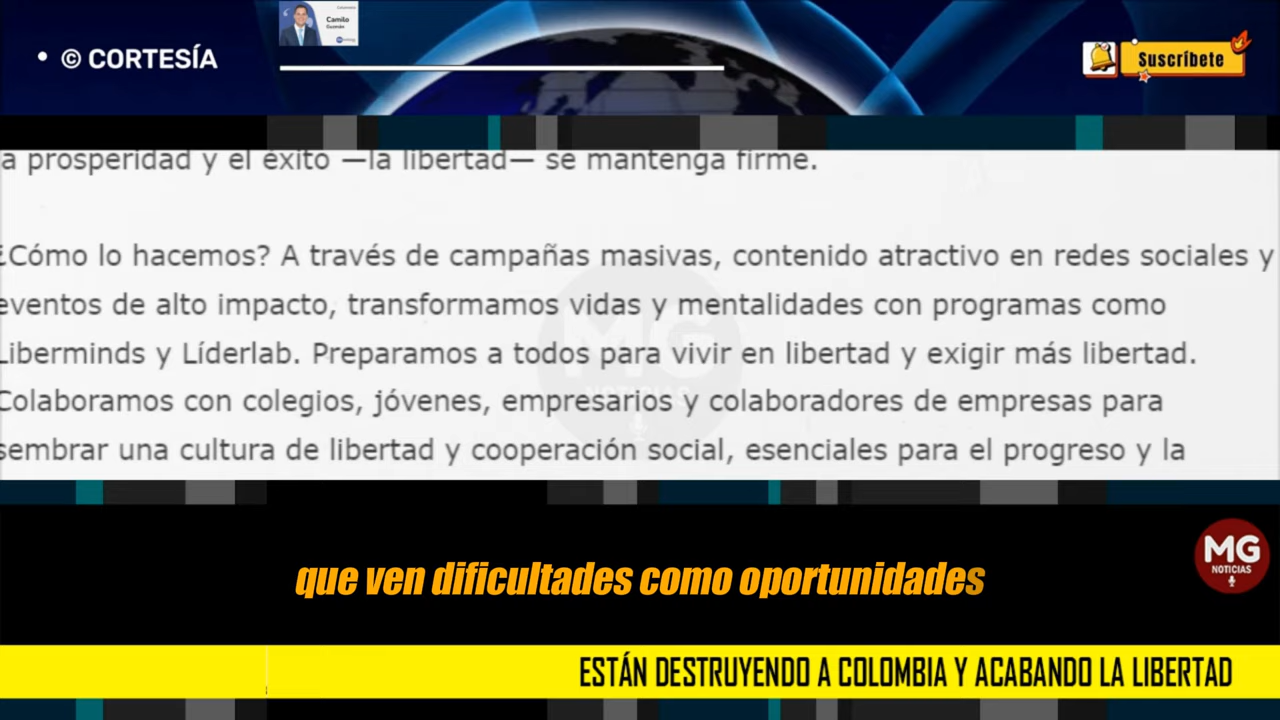 Camilo
Guzmán
• © CORTESÍA
Suscríbete
a prosperidad y el éxito —la libertad— se mantenga firme.
¿Cómo lo hacemos? A través de campañas masivas, contenido atractivo en redes sociales y
eventos de alto impacto, transformamos vidas y mentalidades con programas como
Liberminds y Líderlab. Preparamos a todos para vivir en libertad y exigir más libertad.
Colaboramos con colegios, jóvenes, empresarios y colaboradores de empresas para
sembrar una cultura de libertad y cooperación social, esenciales para el progreso y la
MG
NOTICIAS
que ven dificultades como oportunidades
MG
NOTICIAS
ESTÁN DESTRUYENDO A COLOMBIA Y ACABANDO LA LIBERTAD